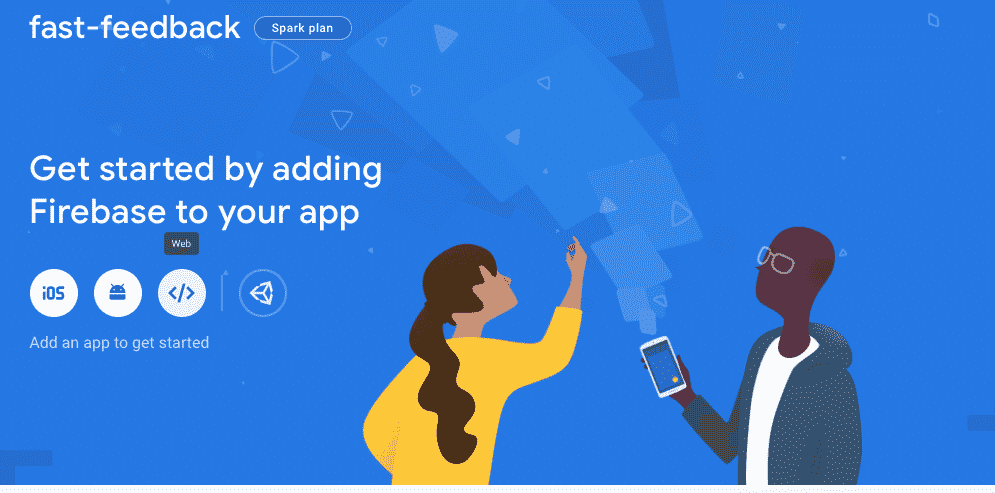 fast-feedback Spark plan
Get started by adding
Firebase to your app
Web
iOS </>
Add an app to get started